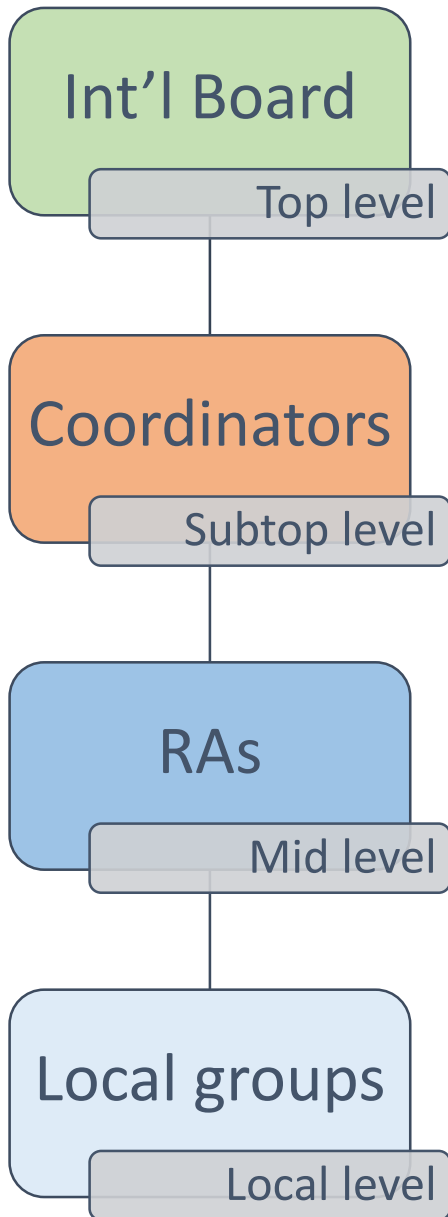 Int’l Board
Top level
Coordinators
Subtop level
RAs
Mid level
Local groups
Local level